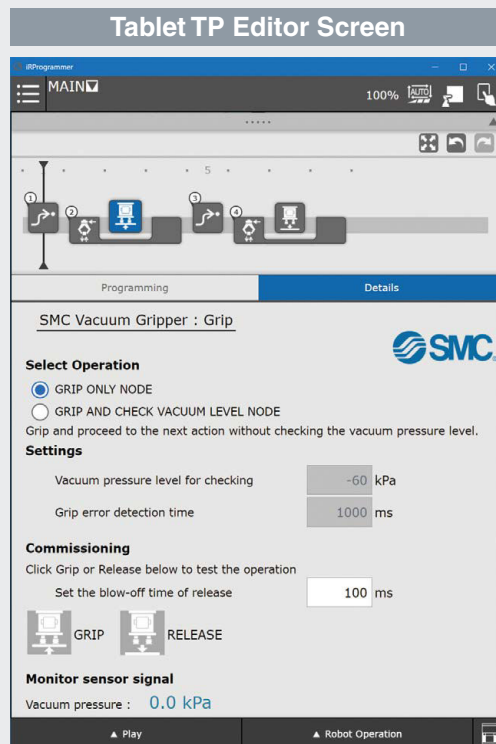 Tablet TP Editor Screen
iRProgrammer
MAIN
100% AUTO
5
1 2 3 4
Programming Details
SMC Vacuum Gripper : Grip
SMC
Select Operation
GRIP ONLY NODE
GRIP AND CHECK VACUUM LEVEL NODE
Grip and proceed to the next action without checking the vacuum pressure level.
Settings
Vacuum pressure level for checking -60 kPa
Grip error detection time 1000 ms
Commissioning
Click Grip or Release below to test the operation
Set the blow-off time of release 100 ms
GRIP RELEASE
Monitor sensor signal
Vacuum pressure : 0.0 kPa
▲ Play ▲ Robot Operation